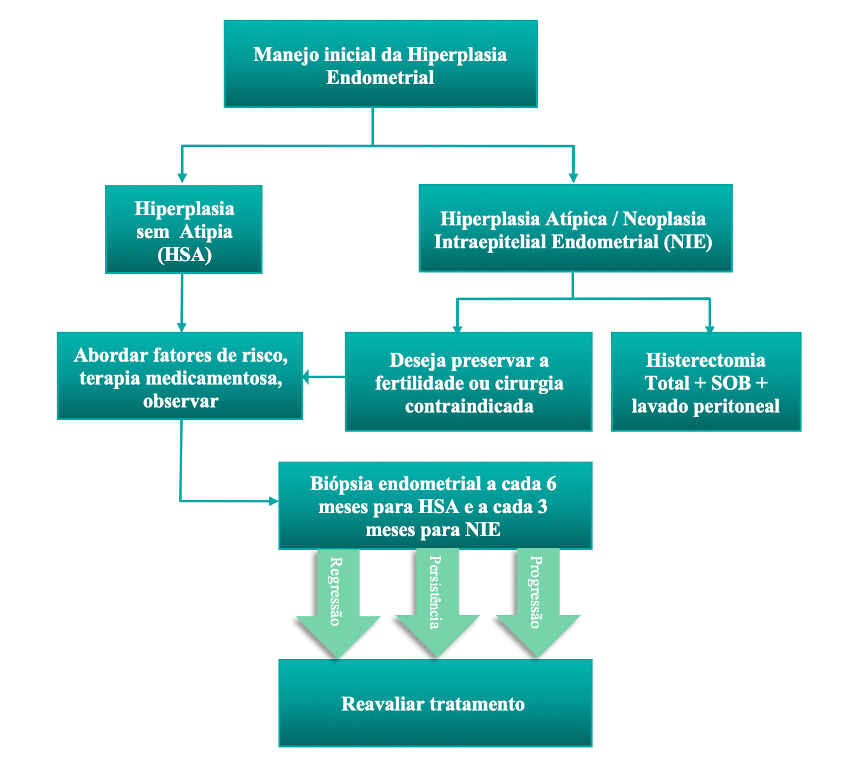 Manejo inicial da Hiperplasia
Endometrial
Hiperplasia
sem Atipia
(HSA)
Hiperplasia Atípica / Neoplasia
Intraepitelial Endometrial (NIE)
Abordar fatores de risco,
terapia medicamentosa,
observar
Deseja preservar a
fertilidade ou cirurgia
contraindicada
Histerectomia
Total + SOB +
lavado peritoneal
Biópsia endometrial a cada 6
meses para HSA e a cada 3
meses para NIE
Regressão
Persistência
Progressão
Reavaliar tratamento